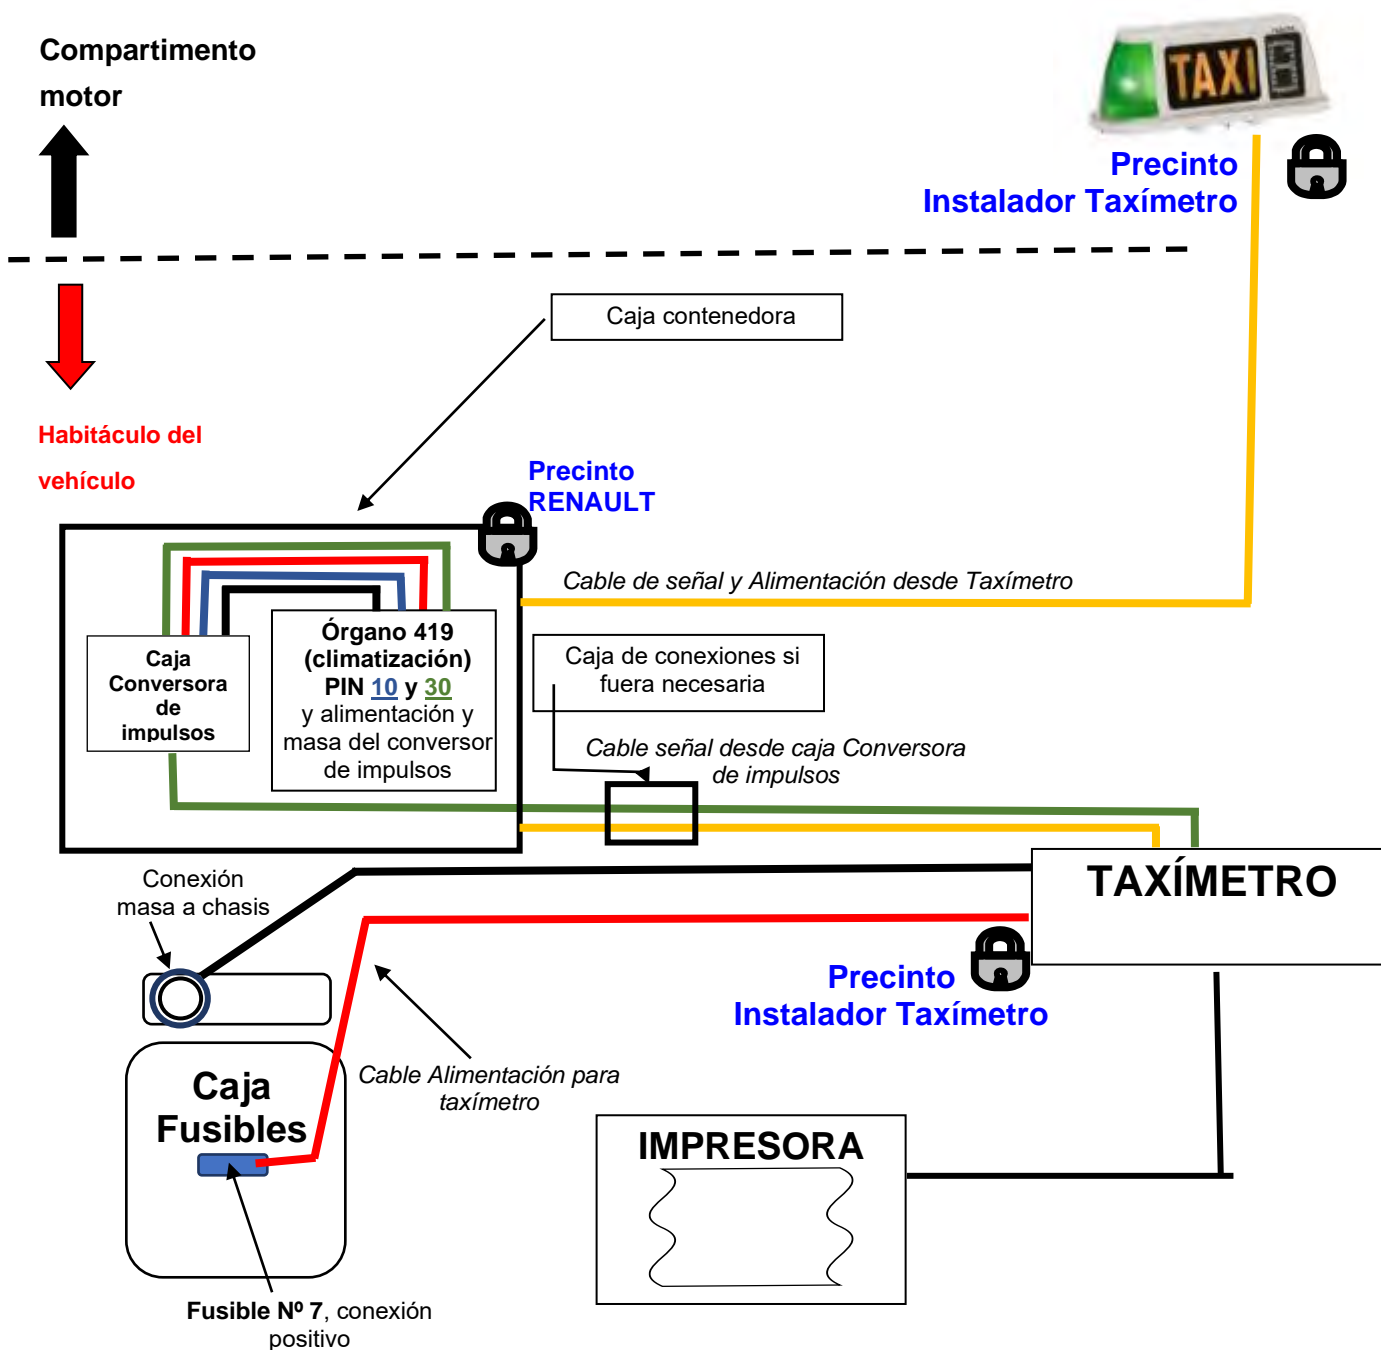 Compartimento
motor
TAXI
Precinto
Instalador Taxímetro
Caja contenedora
Habitáculo del
vehículo
Precinto
RENAULT
Cable de señal y Alimentación desde Taxímetro
Órgano 419
(climatización)
PIN 10 y 30
y alimentación y
masa del conversor
de impulsos
Caja
Conversora
de
impulsos
Caja de conexiones si
fuera necesaria
Cable señal desde caja Conversora
de impulsos
TAXÍMETRO
Conexión
masa a chasis
Precinto
Instalador Taxímetro
Caja
Fusibles
Cable Alimentación para
taxímetro
IMPRESORA
Fusible Nº 7, conexión
positivo